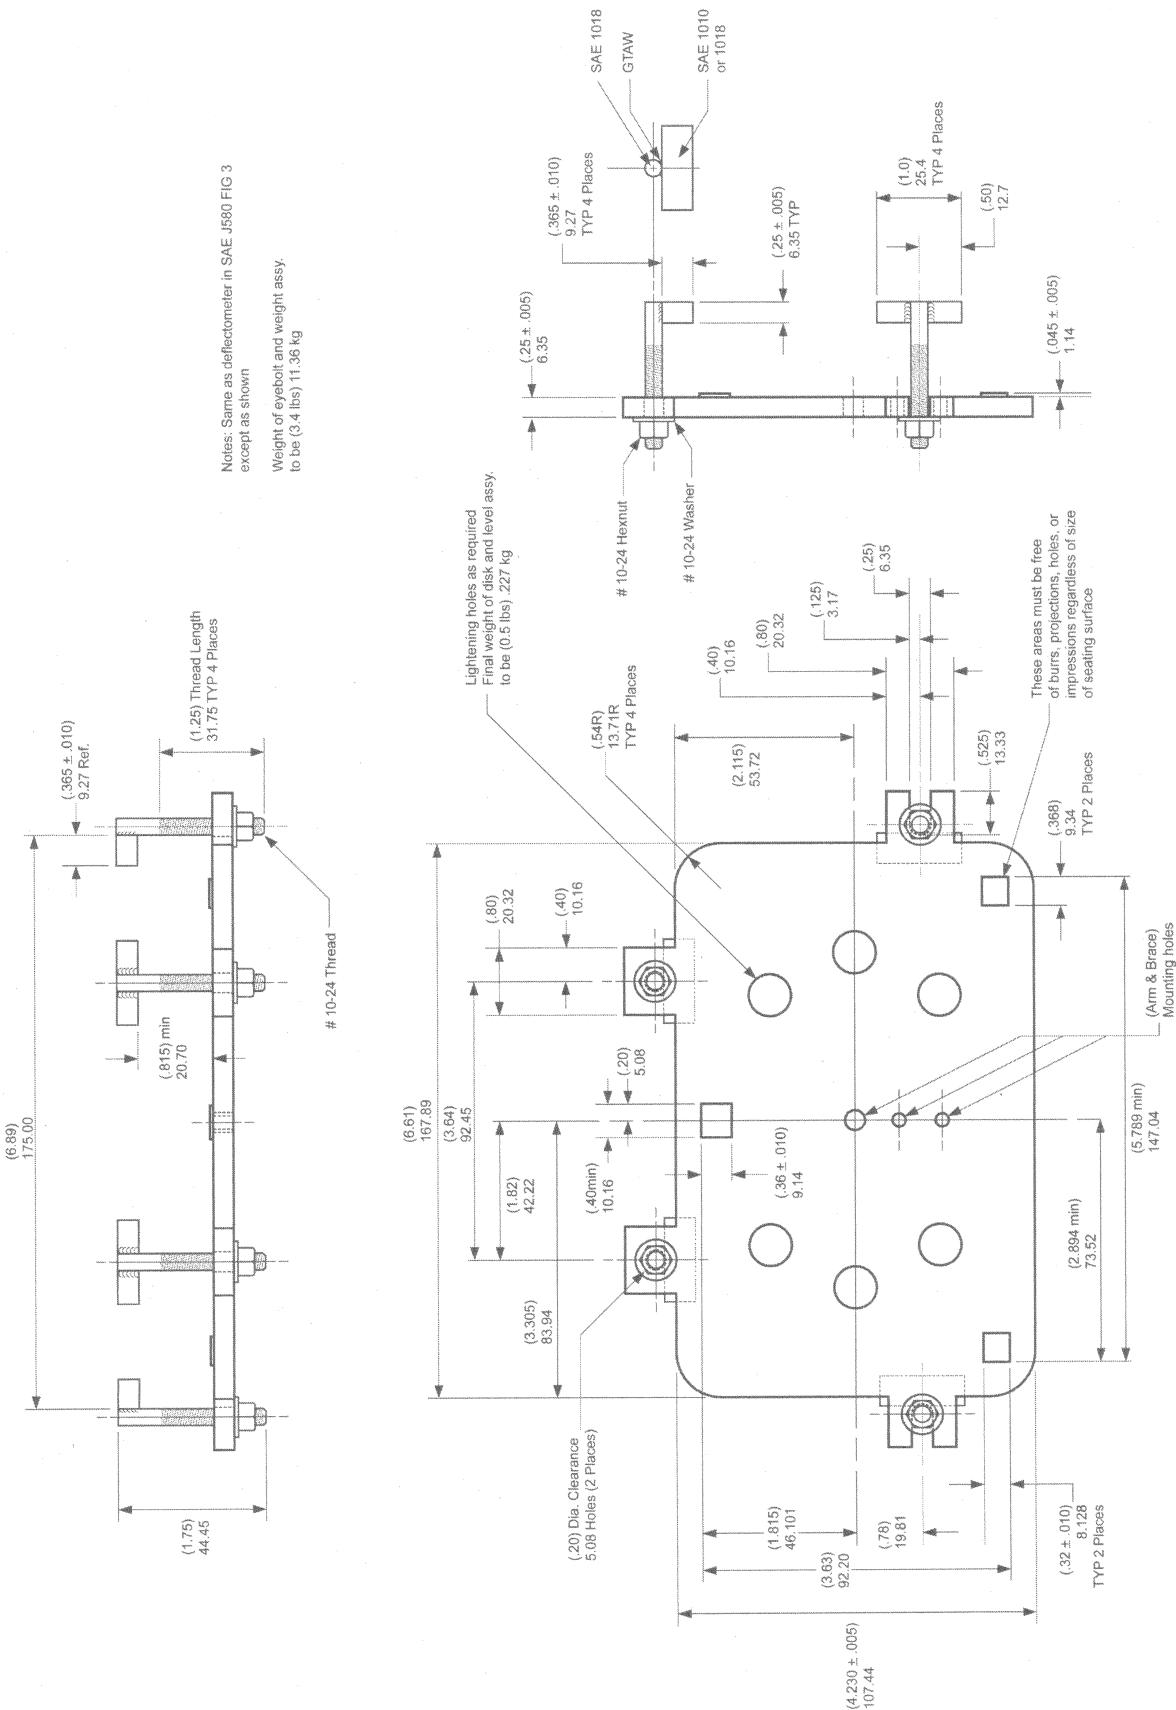 Notes: Same as deflectometer in SAE J580 FIG 3
except as shown
Weight of eyebolt and weight assy.
to be (3.4 lbs) 11.36 kg
(6.89)
175.00
(.365 ± .010)
9.27 Ref.
(1.25) Thread Length
31.75 TYP 4 Places
(.815) min
20.70
(1.75)
44.45
# 10-24 Thread
SAE 1018
GTAW
SAE 1010
or 1018
(.365 ± .010)
9.27
TYP 4 Places
(.25 ± .005)
6.35
(.25 ± .005)
6.35 TYP
(1.0)
25.4
TYP 4 Places
(.50)
12.7
(.045 ± .005)
1.14
# 10-24 Hexnut
# 10-24 Washer
Lightening holes as required
Final weight of disk and level assy.
to be (0.5 lbs) .227 kg
(6.61)
167.89
(3.64)
92.45
(.80)
20.32
(.40)
10.16
(.54R)
13.71R
TYP 4 Places
(2.115)
53.72
(.40)
10.16
(.80)
20.32
(.125)
3.17
(.25)
6.35
(1.82)
42.22
(.20)
5.08
(.40min)
10.16
(.36 ± .010)
9.14
(3.305)
83.94
(.20) Dia. Clearance
5.08 Holes (2 Places)
(.525)
13.33
(.368)
9.34
TYP 2 Places
These areas must be free
of burrs, projections, holes, or
impressions regardless of size
of seating surface
(Arm & Brace)
Mounting holes
(1.815)
46.101
(.78)
19.81
(3.63)
92.20
(4.230 ± .005)
107.44
(.32 ± .010)
8.128
TYP 2 Places
(2.894 min)
73.52
(5.789 min)
147.04